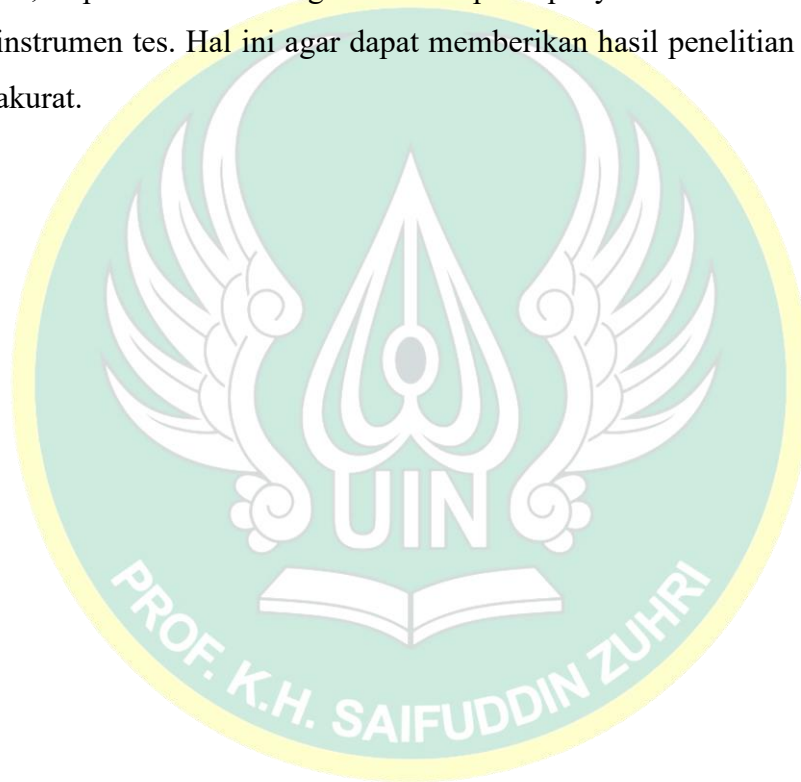 instrumen tes. Hal ini agar dapat memberikan hasil penelitian
akurat.
UIN
PROF. K.H. SAIFUDDIN ZUHRI